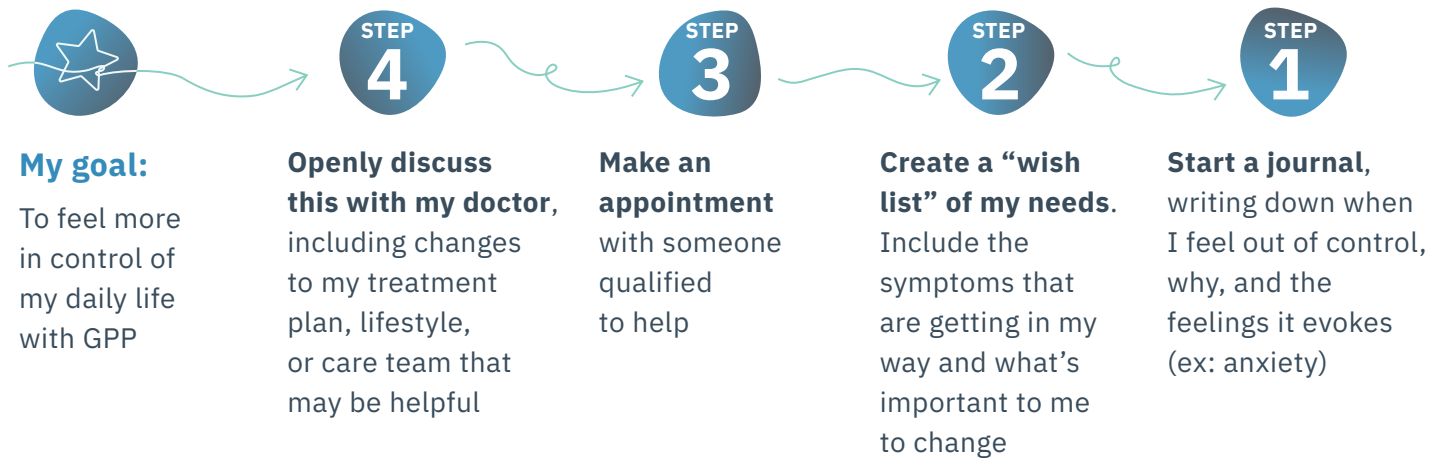 My goal:
To feel more
in control of
my daily life
with GPP
STEP
4
Openly discuss
this with my doctor,
including changes
to my treatment
plan, lifestyle,
or care team that
may be helpful
STEP
3
Make an
appointment
with someone
qualified
to help
STEP
2
Create a “wish
list” of my needs.
Include the
symptoms that
are getting in my
way and what’s
important to me
to change
STEP
1
Start a journal,
writing down when
I feel out of control,
why, and the
feelings it evokes
(ex: anxiety)